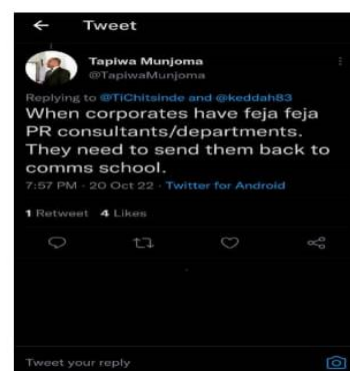 Tweet
Tapiwa Munjoma
@TapiwaMunjoma
Replying to @TiChitsinde and @keddah83
When corporates have feja feja
PR consultants/departments.
They need to send them back to
comms school.
7:57 PM · 20 Oct 22 · Twitter for Android
1 Retweet 4 Likes
Tweet your reply